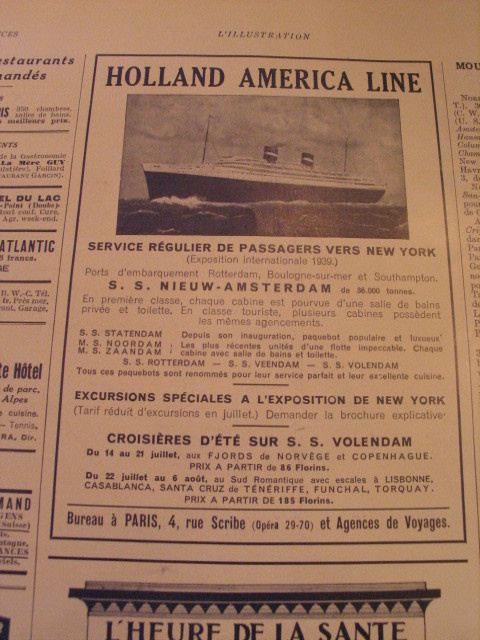 L'ILLUSTRATION
HOLLAND AMERICA LINE
SERVICE RÉGULIER DE PASSAGERS VERS NEW YORK
(Exposition internationale 1939.)
Ports d'embarquement Rotterdam, Boulogne-sur-mer et Southampton.
S. S. NIEUW-AMSTERDAM de 36.000 tonnes.
En première classe, chaque cabine est pourvue d'une salle de bains
privée et toilette. En classe touriste, plusieurs cabines possèdent
les mêmes agencements.
S. S. STATENDAM Depuis son inauguration, paquebot populaire et luxueux
M. S. NOORDAM Les plus récentes unités d'une flotte impeccable. Chaque
M. S. ZAANDAM cabine avec salle de bains et toilette.
S. S. ROTTERDAM — S. S. VEENDAM — S. S. VOLENDAM
Tous ces paquebots sont renommés pour leur service parfait et leur excellente cuisine.
EXCURSIONS SPÉCIALES A L'EXPOSITION DE NEW YORK
(Tarif réduit d'excursions en juillet.) Demander la brochure explicative
CROISIÈRES D'ÉTÉ SUR S. S. VOLENDAM
Du 14 au 21 juillet, aux FJORDS de NORVÈGE et COPENHAGUE.
PRIX A PARTIR de 86 Florins.
Du 22 juillet au 6 août, au Sud Romantique avec escales à LISBONNE,
CASABLANCA, SANTA CRUZ de TÉNÉRIFFE, FUNCHAL, TORQUAY.
PRIX A PARTIR de 185 Florins.
Bureau à PARIS, 4, rue Scribe (Opéra 29-70) et Agences de Voyages.
L'HEURE DE LA SANTE